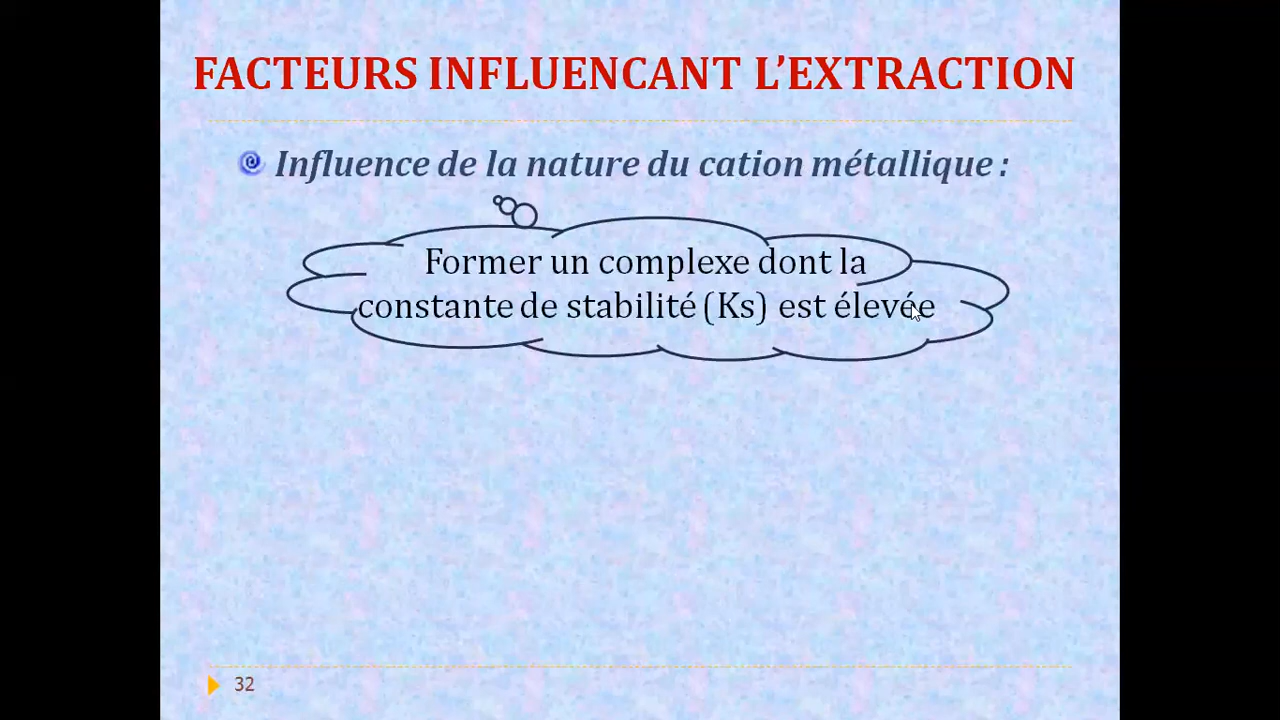 FACTEURS INFLUENCANT L’EXTRACTION
Influence de la nature du cation métallique :
Former un complexe dont la
constante de stabilité (Ks) est élevée
32